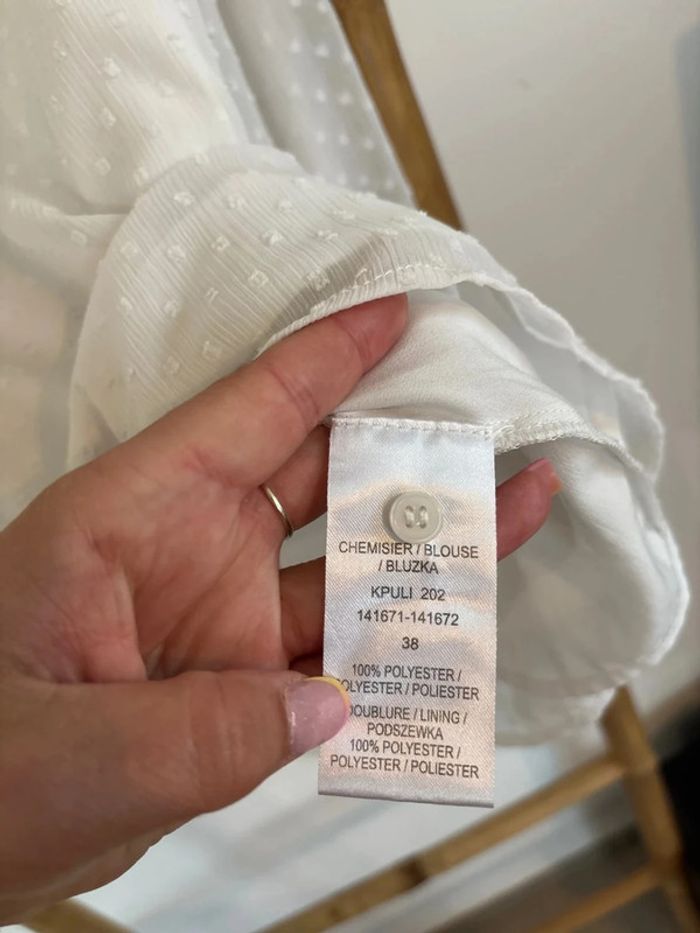 CHEMISIER / BLOUSE
/ BLUZKA
KPULI 202
141671-141672
38
100% POLYESTER /
POLYESTER / POLIESTER
DOUBLURE / LINING /
PODSZEWKA
100% POLYESTER /
POLYESTER / POLIESTER